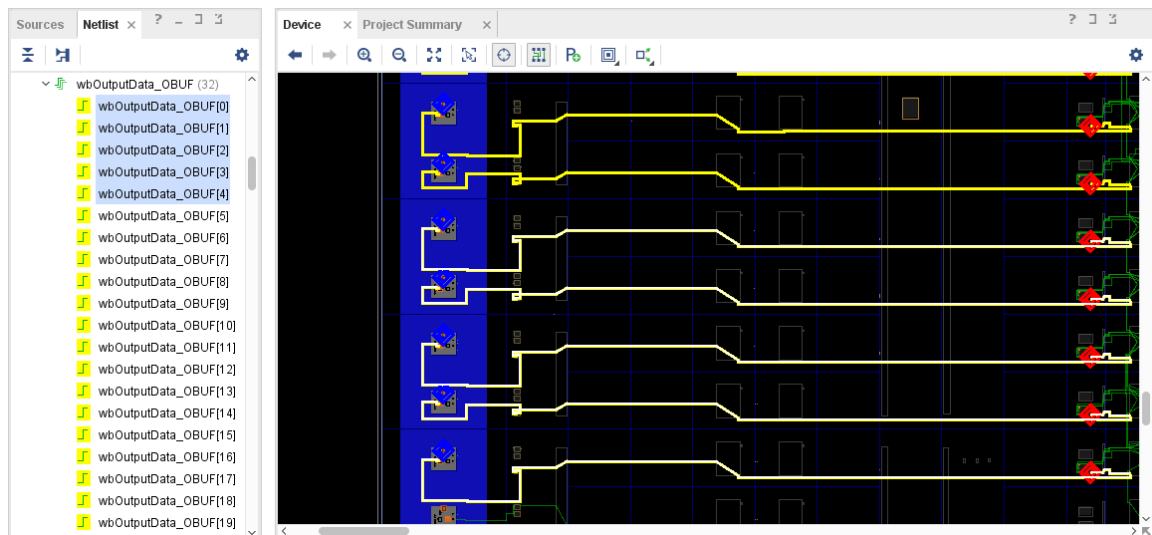 Sources Netlist × ? _
Device × Project Summary × ?
wbOutputData_OBUF (32)
wbOutputData_OBUF[0]
wbOutputData_OBUF[1]
wbOutputData_OBUF[2]
wbOutputData_OBUF[3]
wbOutputData_OBUF[4]
wbOutputData_OBUF[5]
wbOutputData_OBUF[6]
wbOutputData_OBUF[7]
wbOutputData_OBUF[8]
wbOutputData_OBUF[9]
wbOutputData_OBUF[10]
wbOutputData_OBUF[11]
wbOutputData_OBUF[12]
wbOutputData_OBUF[13]
wbOutputData_OBUF[14]
wbOutputData_OBUF[15]
wbOutputData_OBUF[16]
wbOutputData_OBUF[17]
wbOutputData_OBUF[18]
wbOutputData_OBUF[19]